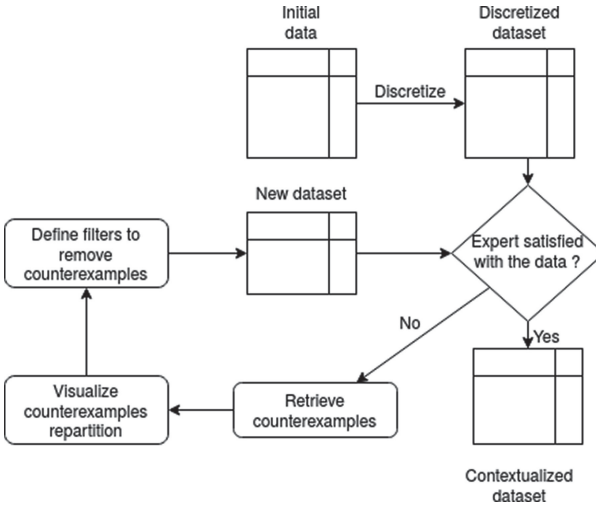 Initial
data
Discretized
dataset
Discretize
New dataset
Define filters to
remove
counterexamples
Expert satisfied
with the data ?
No
Yes
Visualize
counterexamples
repartition
Retrieve
counterexamples
Contextualized
dataset